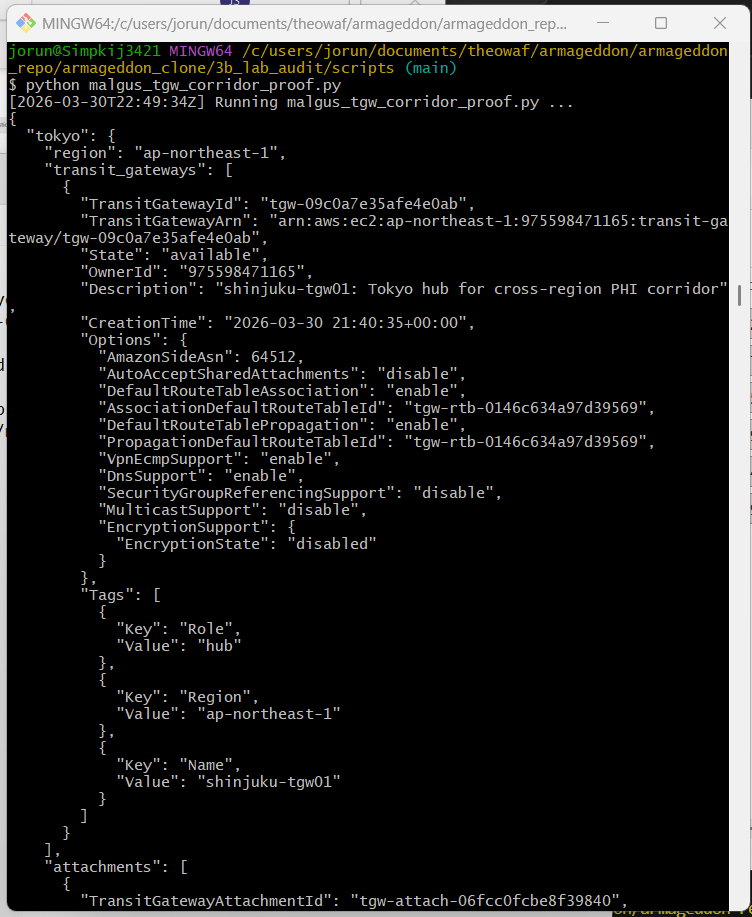 MINGW64:/c/users/jorun/documents/theowaf/armageddon/armageddon_rep...
jorun@Simpkij3421 MINGW64 /c/users/jorun/documents/theowaf/armageddon/armageddon
_repo/armageddon_clone/3b_lab_audit/scripts (main)
$ python malgus_tgw_corridor_proof.py
[2026-03-30T22:49:34Z] Running malgus_tgw_corridor_proof.py ...
{
  "tokyo": {
    "region": "ap-northeast-1",
    "transit_gateways": [
      {
        "TransitGatewayId": "tgw-09c0a7e35afe4e0ab",
        "TransitGatewayArn": "arn:aws:ec2:ap-northeast-1:975598471165:transit-ga
teway/tgw-09c0a7e35afe4e0ab",
        "State": "available",
        "OwnerId": "975598471165",
        "Description": "shinjuku-tgw01: Tokyo hub for cross-region PHI corridor"
,
        "CreationTime": "2026-03-30 21:40:35+00:00",
        "Options": {
          "AmazonSideAsn": 64512,
          "AutoAcceptSharedAttachments": "disable",
          "DefaultRouteTableAssociation": "enable",
          "AssociationDefaultRouteTableId": "tgw-rtb-0146c634a97d39569",
          "DefaultRouteTablePropagation": "enable",
          "PropagationDefaultRouteTableId": "tgw-rtb-0146c634a97d39569",
          "VpnEcmpSupport": "enable",
          "DnsSupport": "enable",
          "SecurityGroupReferencingSupport": "disable",
          "MulticastSupport": "disable",
          "EncryptionSupport": {
            "EncryptionState": "disabled"
          }
        },
        "Tags": [
          {
            "Key": "Role",
            "Value": "hub"
          },
          {
            "Key": "Region",
            "Value": "ap-northeast-1"
          },
          {
            "Key": "Name",
            "Value": "shinjuku-tgw01"
          }
        ]
      }
    ],
    "attachments": [
      {
        "TransitGatewayAttachmentId": "tgw-attach-06fcc0fcbe8f39840",